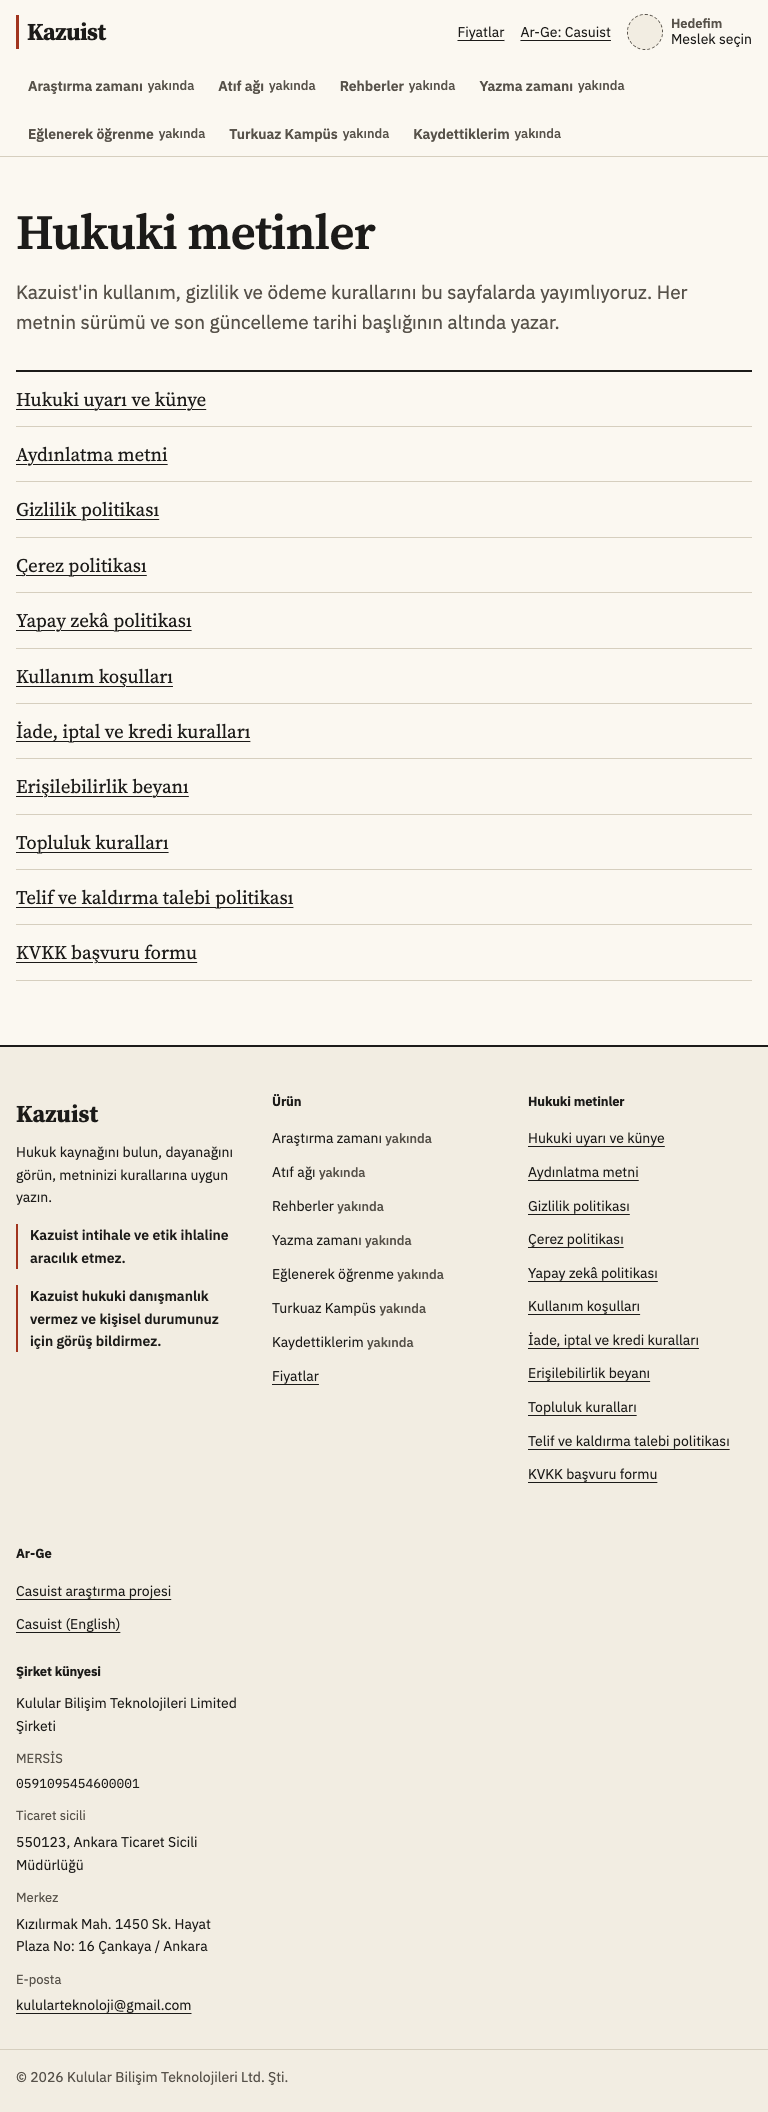 Kazuist
Fiyatlar
Ar-Ge: Casuist
Hedefim
Meslek seçin
Araştırma zamanı yakında
Atıf ağı yakında
Rehberler yakında
Yazma zamanı yakında
Eğlenerek öğrenme yakında
Turkuaz Kampüs yakında
Kaydettiklerim yakında
Hukuki metinler
Kazuist'in kullanım, gizlilik ve ödeme kurallarını bu sayfalarda yayımlıyoruz. Her
metnin sürümü ve son güncelleme tarihi başlığının altında yazar.
Hukuki uyarı ve künye
Aydınlatma metni
Gizlilik politikası
Çerez politikası
Yapay zekâ politikası
Kullanım koşulları
İade, iptal ve kredi kuralları
Erişilebilirlik beyanı
Topluluk kuralları
Telif ve kaldırma talebi politikası
KVKK başvuru formu
Kazuist
Hukuk kaynağını bulun, dayanağını
görün, metninizi kurallarına uygun
yazın.
Kazuist intihale ve etik ihlaline
aracılık etmez.
Kazuist hukuki danışmanlık
vermez ve kişisel durumunuz
için görüş bildirmez.
Ürün
Araştırma zamanı yakında
Atıf ağı yakında
Rehberler yakında
Yazma zamanı yakında
Eğlenerek öğrenme yakında
Turkuaz Kampüs yakında
Kaydettiklerim yakında
Fiyatlar
Hukuki metinler
Hukuki uyarı ve künye
Aydınlatma metni
Gizlilik politikası
Çerez politikası
Yapay zekâ politikası
Kullanım koşulları
İade, iptal ve kredi kuralları
Erişilebilirlik beyanı
Topluluk kuralları
Telif ve kaldırma talebi politikası
KVKK başvuru formu
Ar-Ge
Casuist araştırma projesi
Casuist (English)
Şirket künyesi
Kulular Bilişim Teknolojileri Limited
Şirketi
MERSİS
0591095454600001
Ticaret sicili
550123, Ankara Ticaret Sicili
Müdürlüğü
Merkez
Kızılırmak Mah. 1450 Sk. Hayat
Plaza No: 16 Çankaya / Ankara
E-posta
kulularteknoloji@gmail.com
© 2026 Kulular Bilişim Teknolojileri Ltd. Şti.